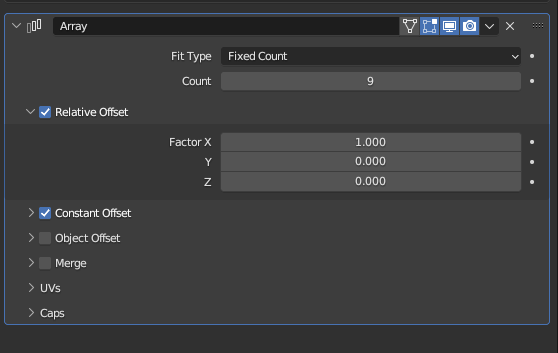 Array
Fit Type Fixed Count
Count 9
Relative Offset
Factor X 1.000
Y 0.000
Z 0.000
Constant Offset
Object Offset
Merge
UVs
Caps